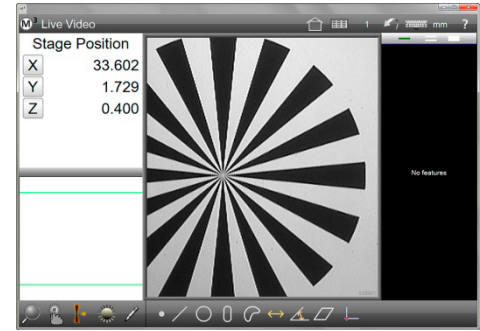 M3 Live Video
1
mm
?
Stage Position
X 33.602
Y 1.729
Z 0.400
No features